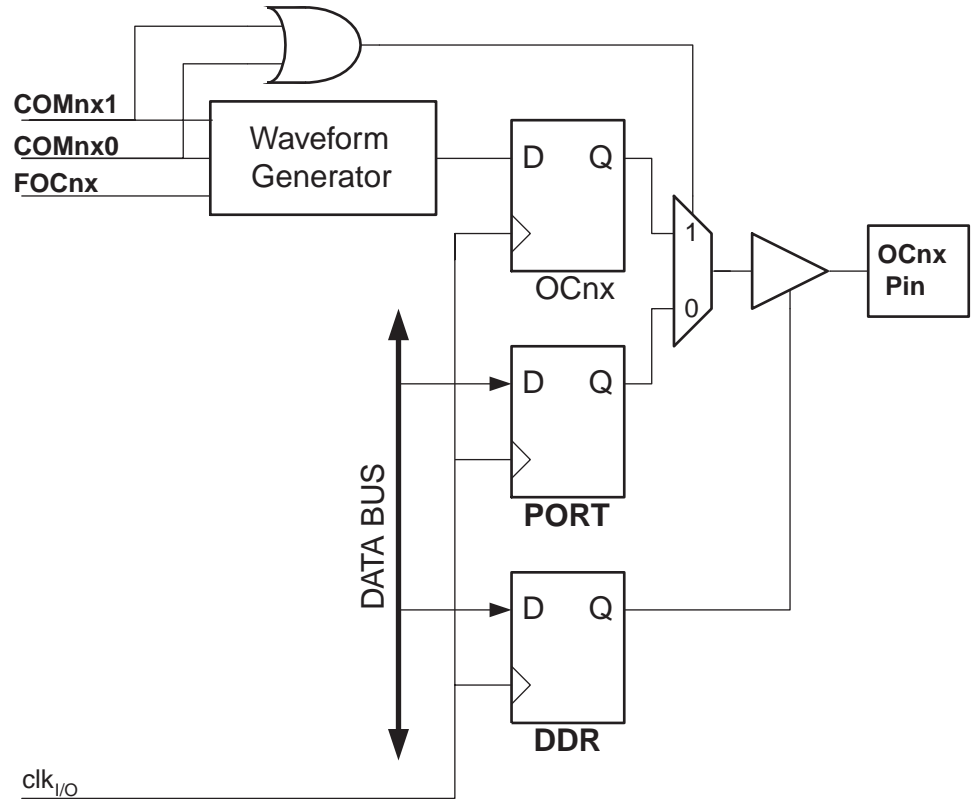 COMnx1
COMnx0
FOCnx
Waveform
Generator
D Q
OCnx
1
0
OCnx
Pin
D Q
PORT
DATA BUS
D Q
DDR
clkI/O